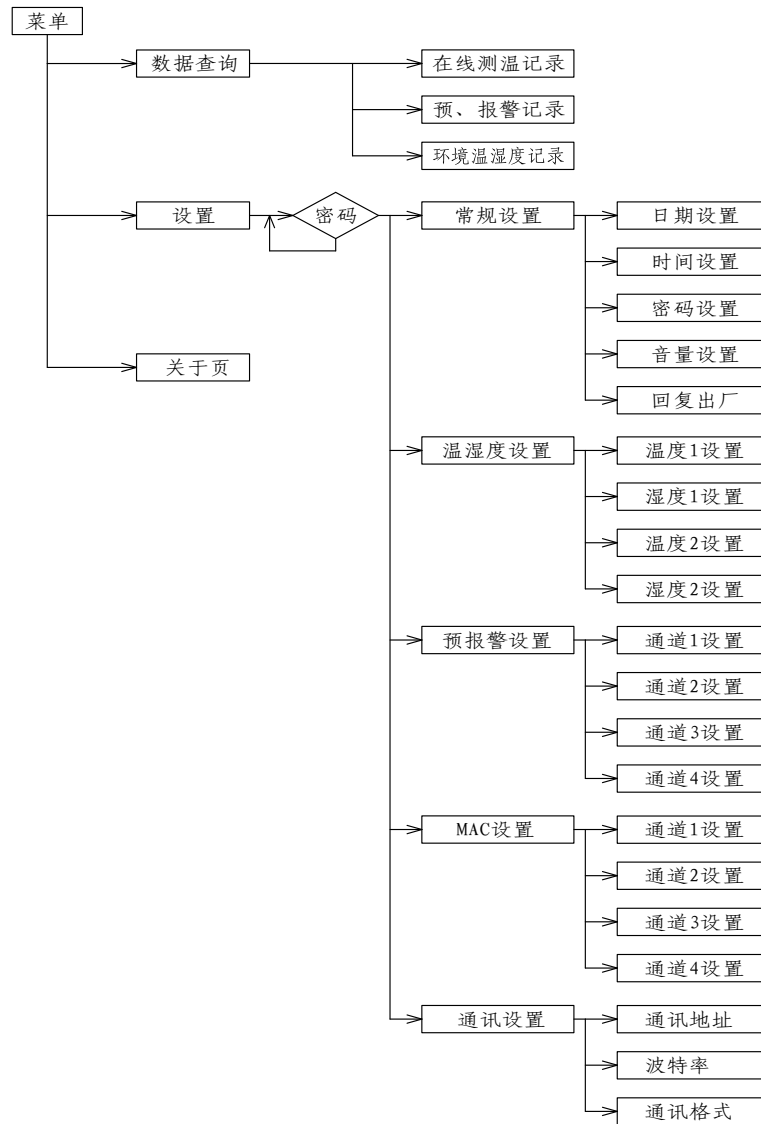 菜单
数据查询
在线测温记录
预、报警记录
环境温湿度记录
设置
密码
常规设置
日期设置
时间设置
密码设置
音量设置
回复出厂
关于页
温湿度设置
温度1设置
湿度1设置
温度2设置
湿度2设置
预报警设置
通道1设置
通道2设置
通道3设置
通道4设置
MAC设置
通道1设置
通道2设置
通道3设置
通道4设置
通讯设置
通讯地址
波特率
通讯格式